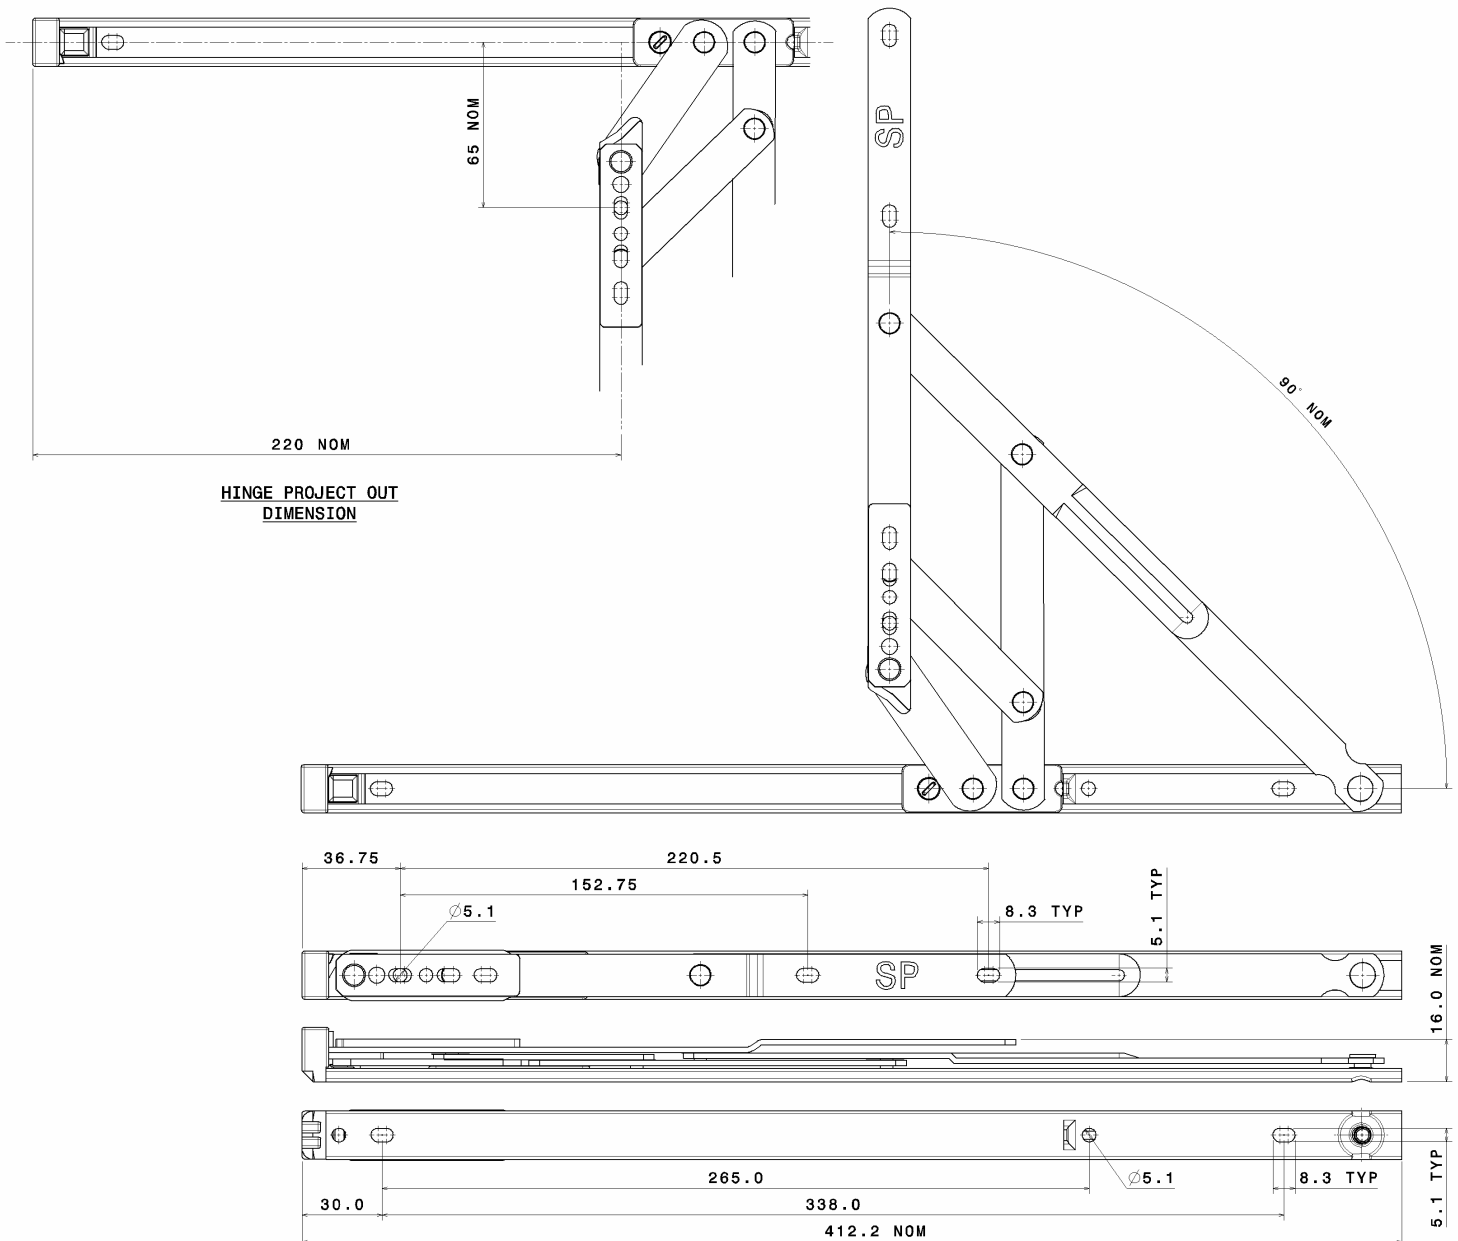 SP
65 NOM
90° NOM
220 NOM
HINGE PROJECT OUT
DIMENSION
36.75
220.5
152.75
∅5.1
8.3 TYP
5.1 TYP
SP
16.0 NOM
265.0
∅5.1
8.3 TYP
5.1 TYP
30.0
338.0
412.2 NOM